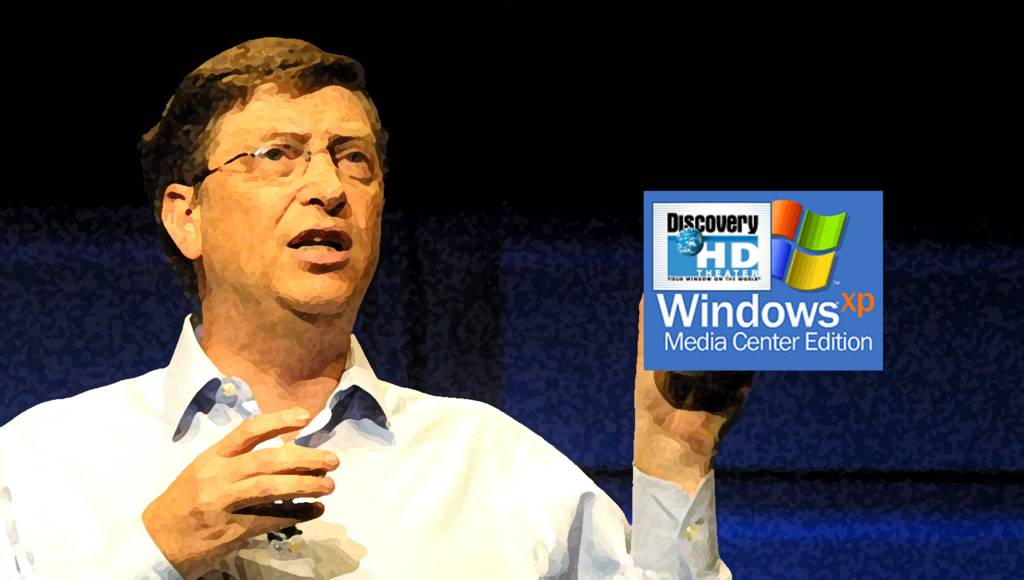 Discovery
HD
THEATER
YOUR WINDOW ON THE WORLD
Windows xp
Media Center Edition